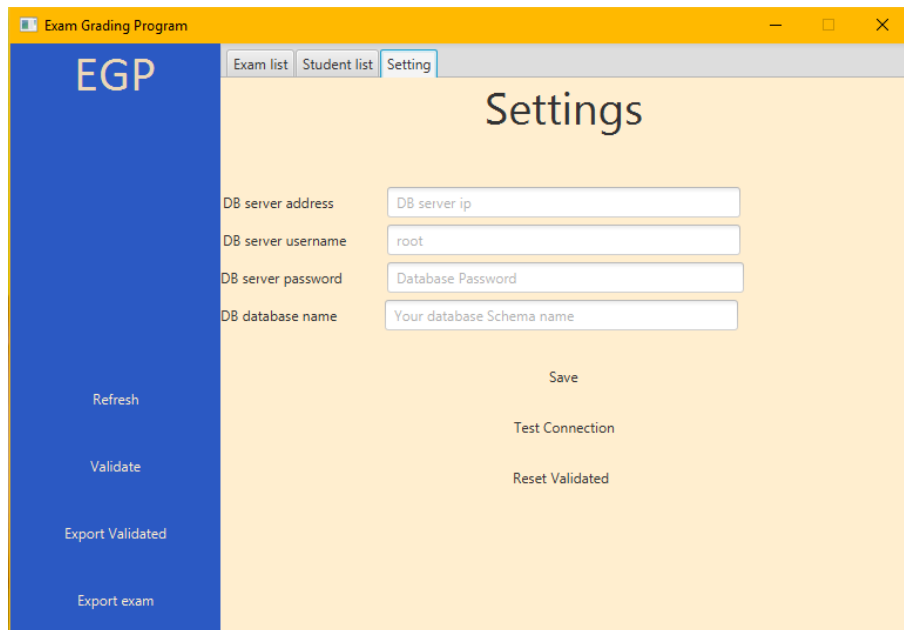 Exam Grading Program
EGP
Exam list Student list Setting
Settings
DB server address DB server ip
DB server username root
DB server password Database Password
DB database name Your database Schema name
Save
Refresh
Test Connection
Validate
Reset Validated
Export Validated
Export exam